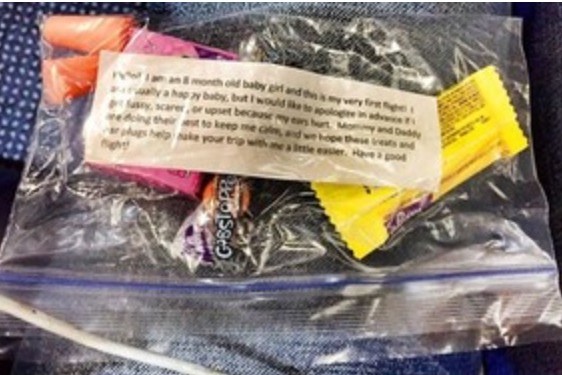 Hello! I am an 8 month old baby girl and this is my very first flight! I
am usually a happy baby, but I would like to apologize in advance if I
get fussy, scared, or upset because my ears hurt. Mommy and Daddy
are doing their best to keep me calm, and we hope these treats and
ear plugs help make your trip with me a little easier. Have a good
flight!